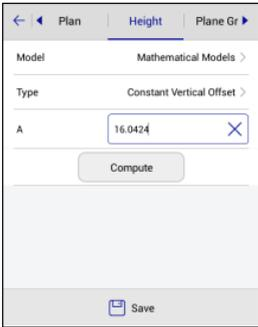 Plan Height Plane Gr
Model Mathematical Models
Type Constant Vertical Offset
A 16.0424
Compute
Save